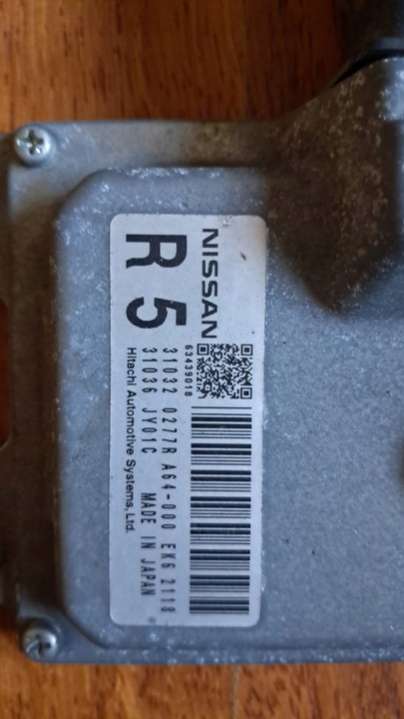 NISSAN
R 5
63439018
31032 0277R A64-000 EK6 2118
31036 JY01C MADE IN JAPAN
Hitachi Automotive Systems, Ltd.